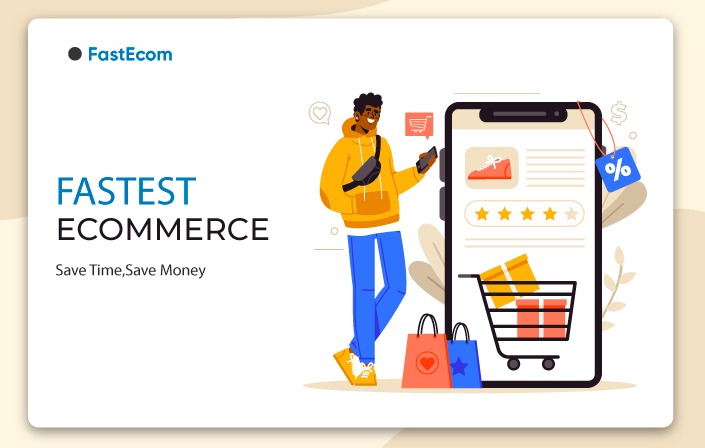 FastEcom
FASTEST
ECOMMERCE
Save Time,Save Money
$
%